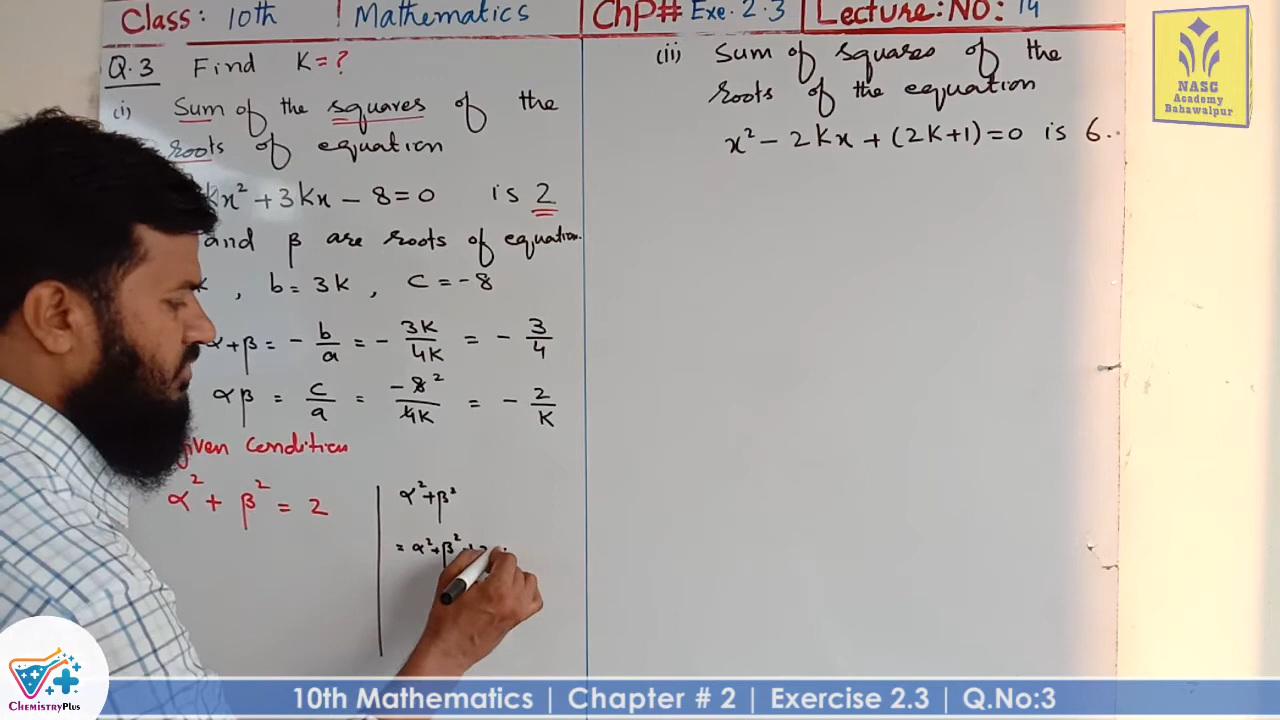 Class: 10th | Mathematics | ChP# Exe. 2.3 | Lecture: No: 14
Q.3 Find K=?
(i) Sum of the squares of the
roots of equation
kx² + 3Kx - 8 = 0 is 2
and β are roots of equation.
k, b = 3K, c = -8
α+β = - b/a = - 3K/4K = - 3/4
αβ = c/a = -8²/4K = - 2/K
given condition
α² + β² = 2
α²+β²
= α²+β²
(ii) Sum of squares of the
roots of the equation
x² - 2Kx + (2K+1) = 0 is 6.
NASG
Academy
Bahawalpur
ChemistryPlus
10th Mathematics | Chapter # 2 | Exercise 2.3 | Q.No:3